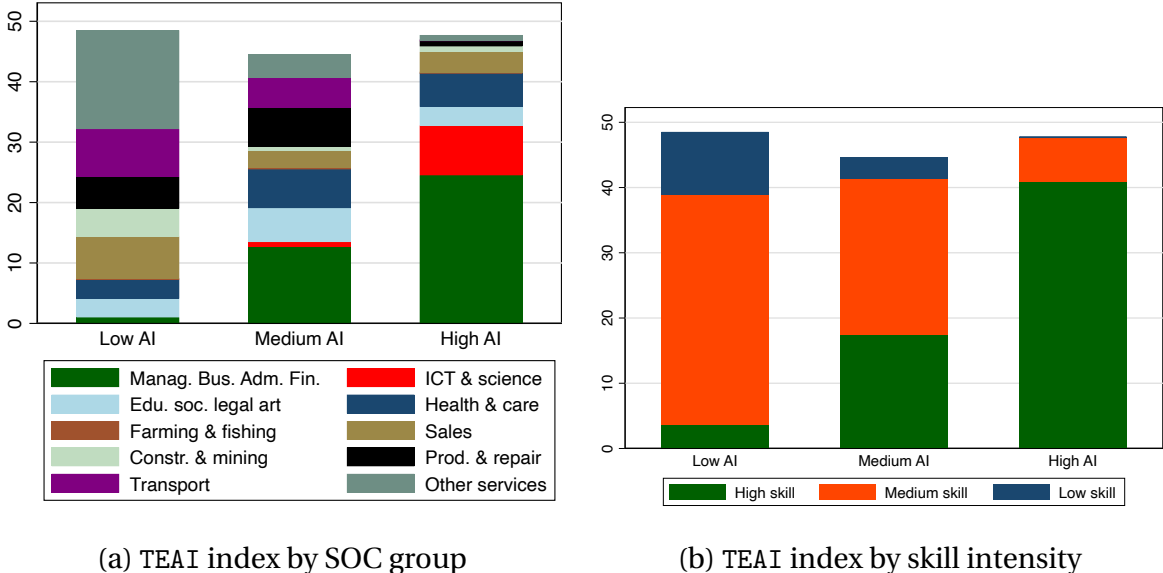 50
40
30
20
10
0
Low AI Medium AI High AI
Manag. Bus. Adm. Fin. ICT & science
Edu. soc. legal art Health & care
Farming & fishing Sales
Constr. & mining Prod. & repair
Transport Other services
(a) TEAI index by SOC group
50
40
30
20
10
0
Low AI Medium AI High AI
High skill Medium skill Low skill
(b) TEAI index by skill intensity